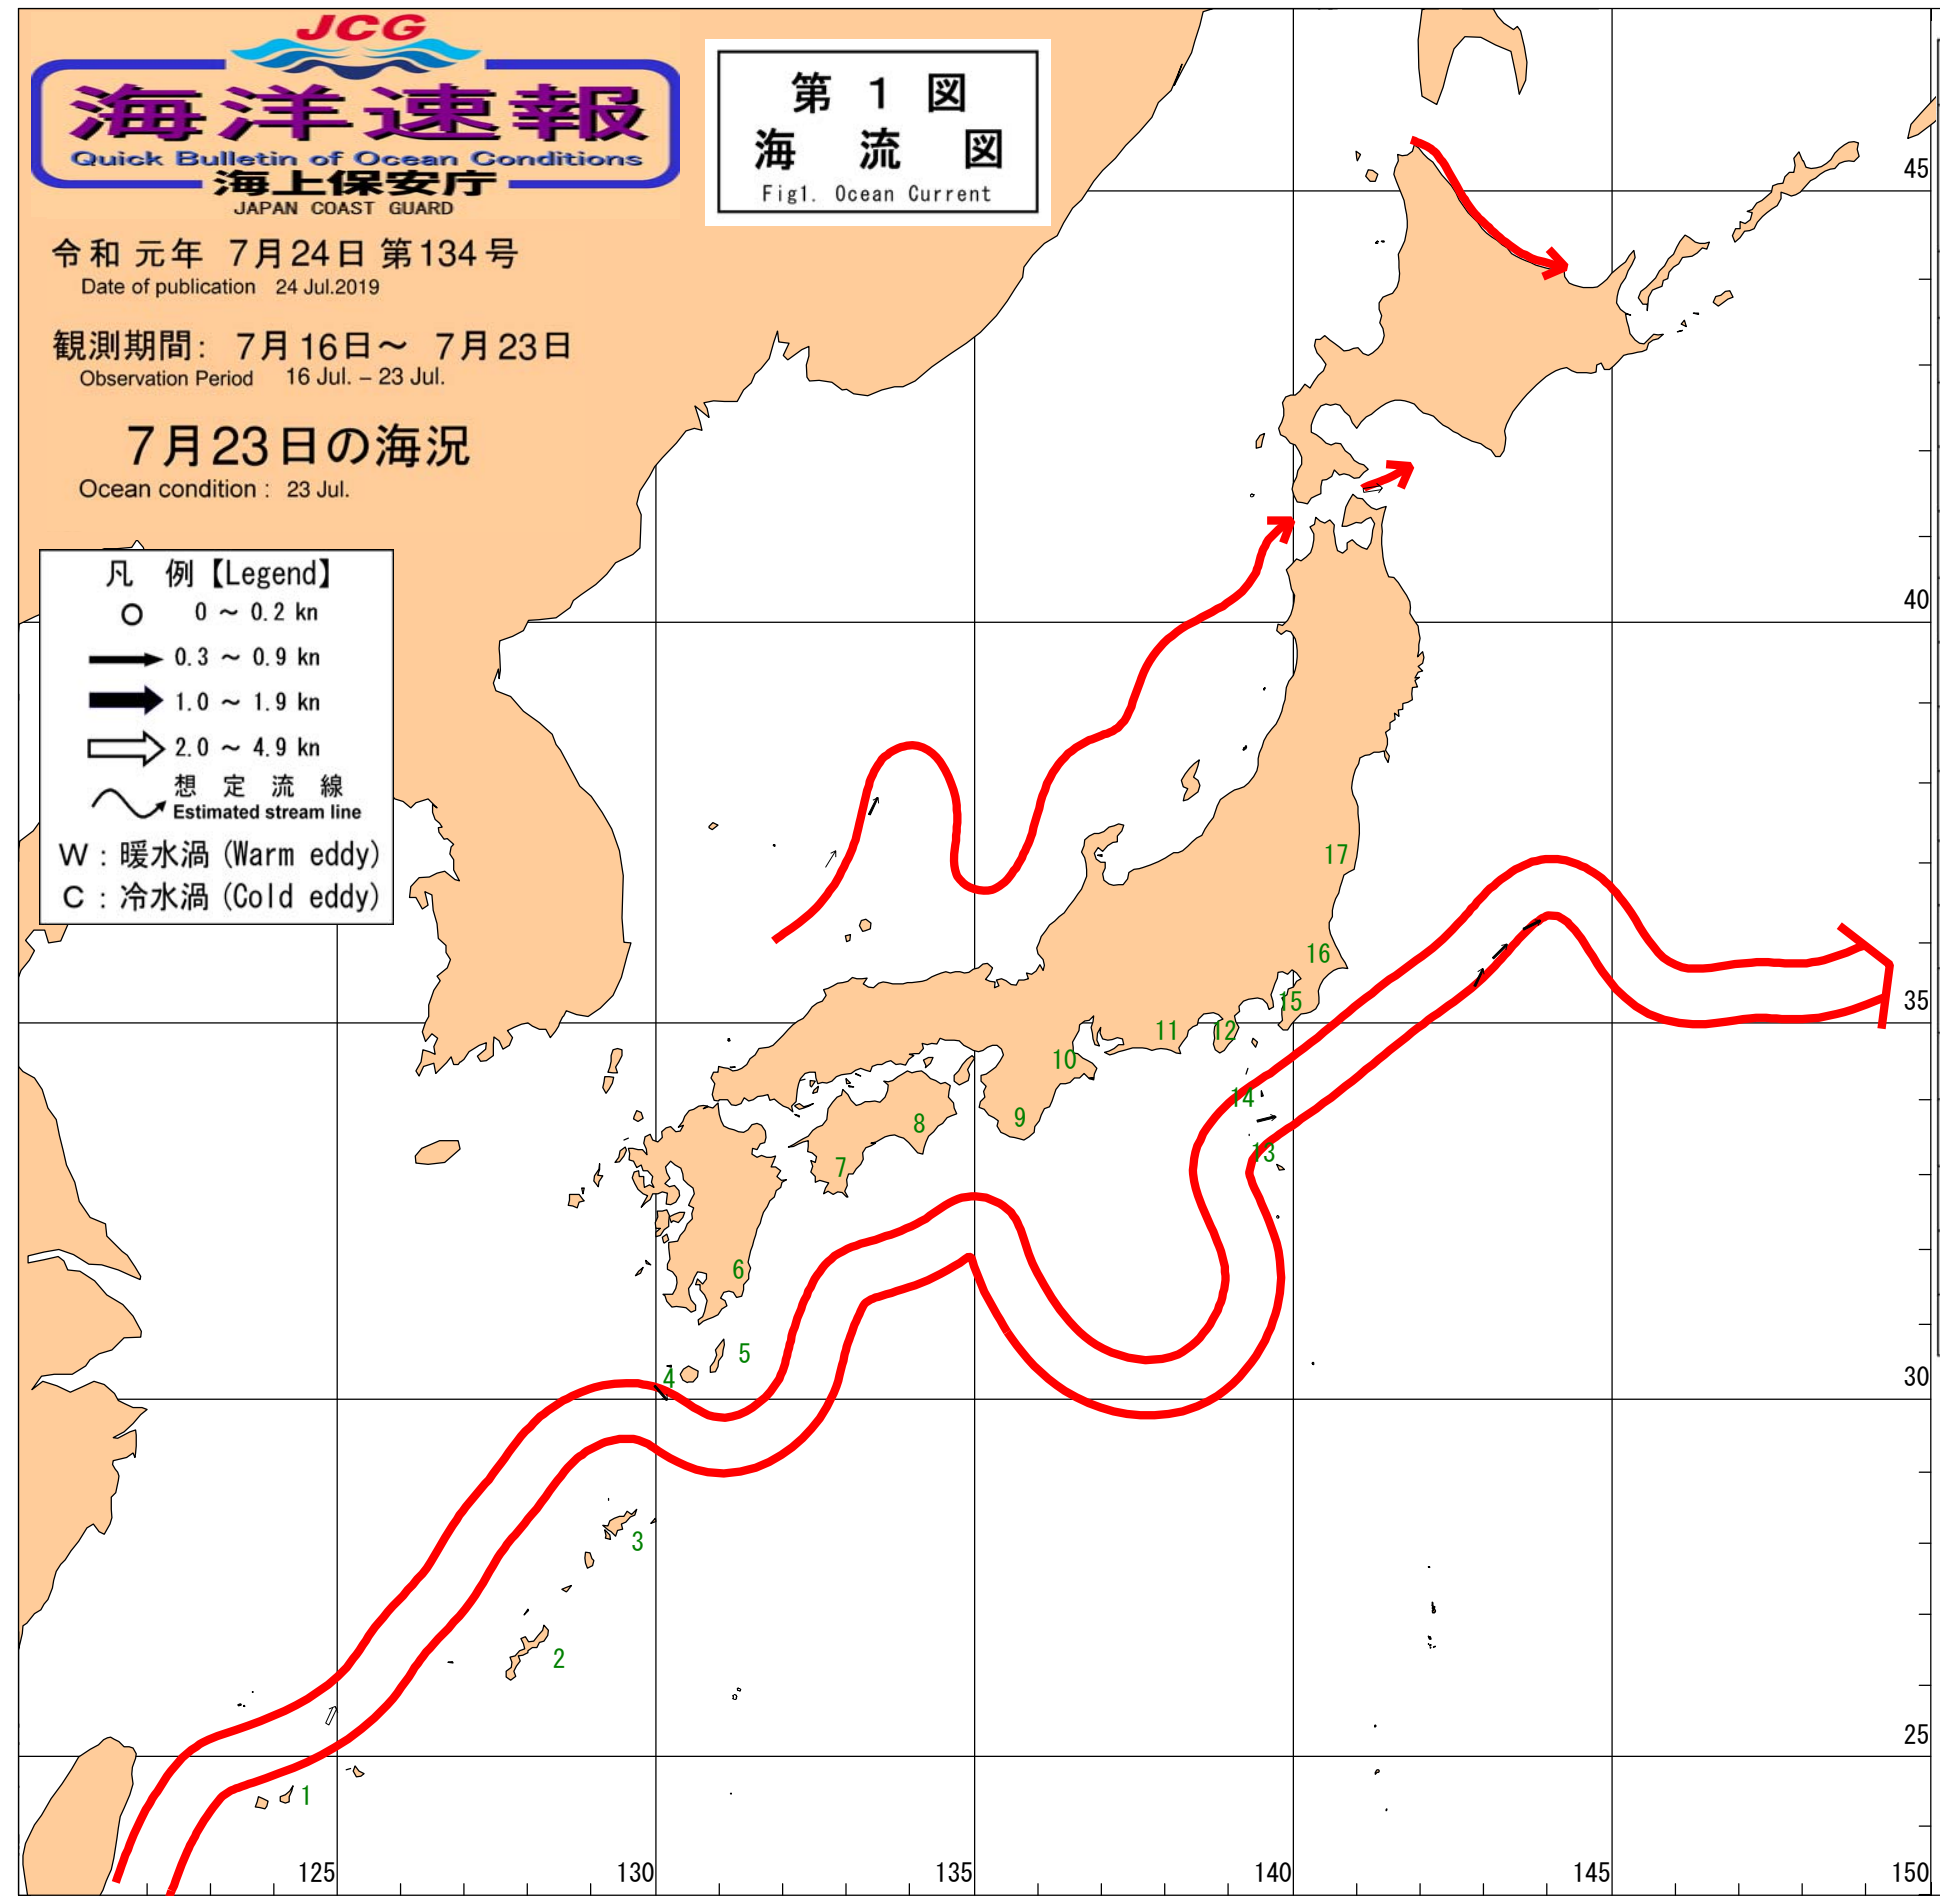 JCG
海洋速報
Quick Bulletin of Ocean Conditions
海上保安庁
JAPAN COAST GUARD
第 1 図
海 流 図
Fig1. Ocean Current
令和 元年 7月24日 第134号
Date of publication 24 Jul.2019
観測期間: 7月16日~ 7月23日
Observation Period 16 Jul. – 23 Jul.
7月23日の海況
Ocean condition : 23 Jul.
凡 例【Legend】
0 ~ 0.2 kn
0.3 ~ 0.9 kn
1.0 ~ 1.9 kn
2.0 ~ 4.9 kn
想 定 流 線
Estimated stream line
W : 暖水渦 (Warm eddy)
C : 冷水渦 (Cold eddy)
45
40
35
30
25
17
16
15
11
12
10
14
9
8
13
7
6
5
4
3
2
1
125
130
135
140
145
150